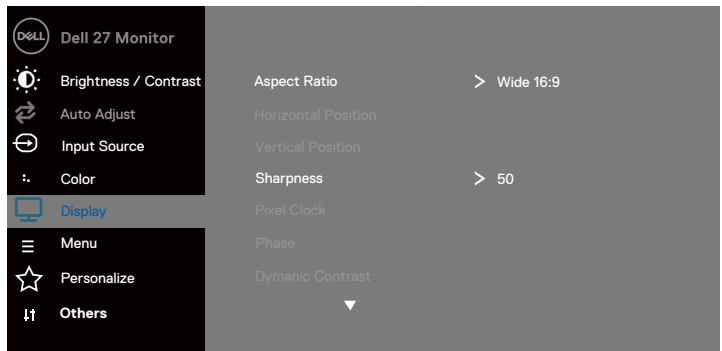 DELL Dell 27 Monitor
Brightness / Contrast Aspect Ratio > Wide 16:9
Auto Adjust Horizontal Position
Input Source Vertical Position
Color Sharpness > 50
Display Pixel Clock
Menu Phase
Personalize Dymanic Contrast
Others